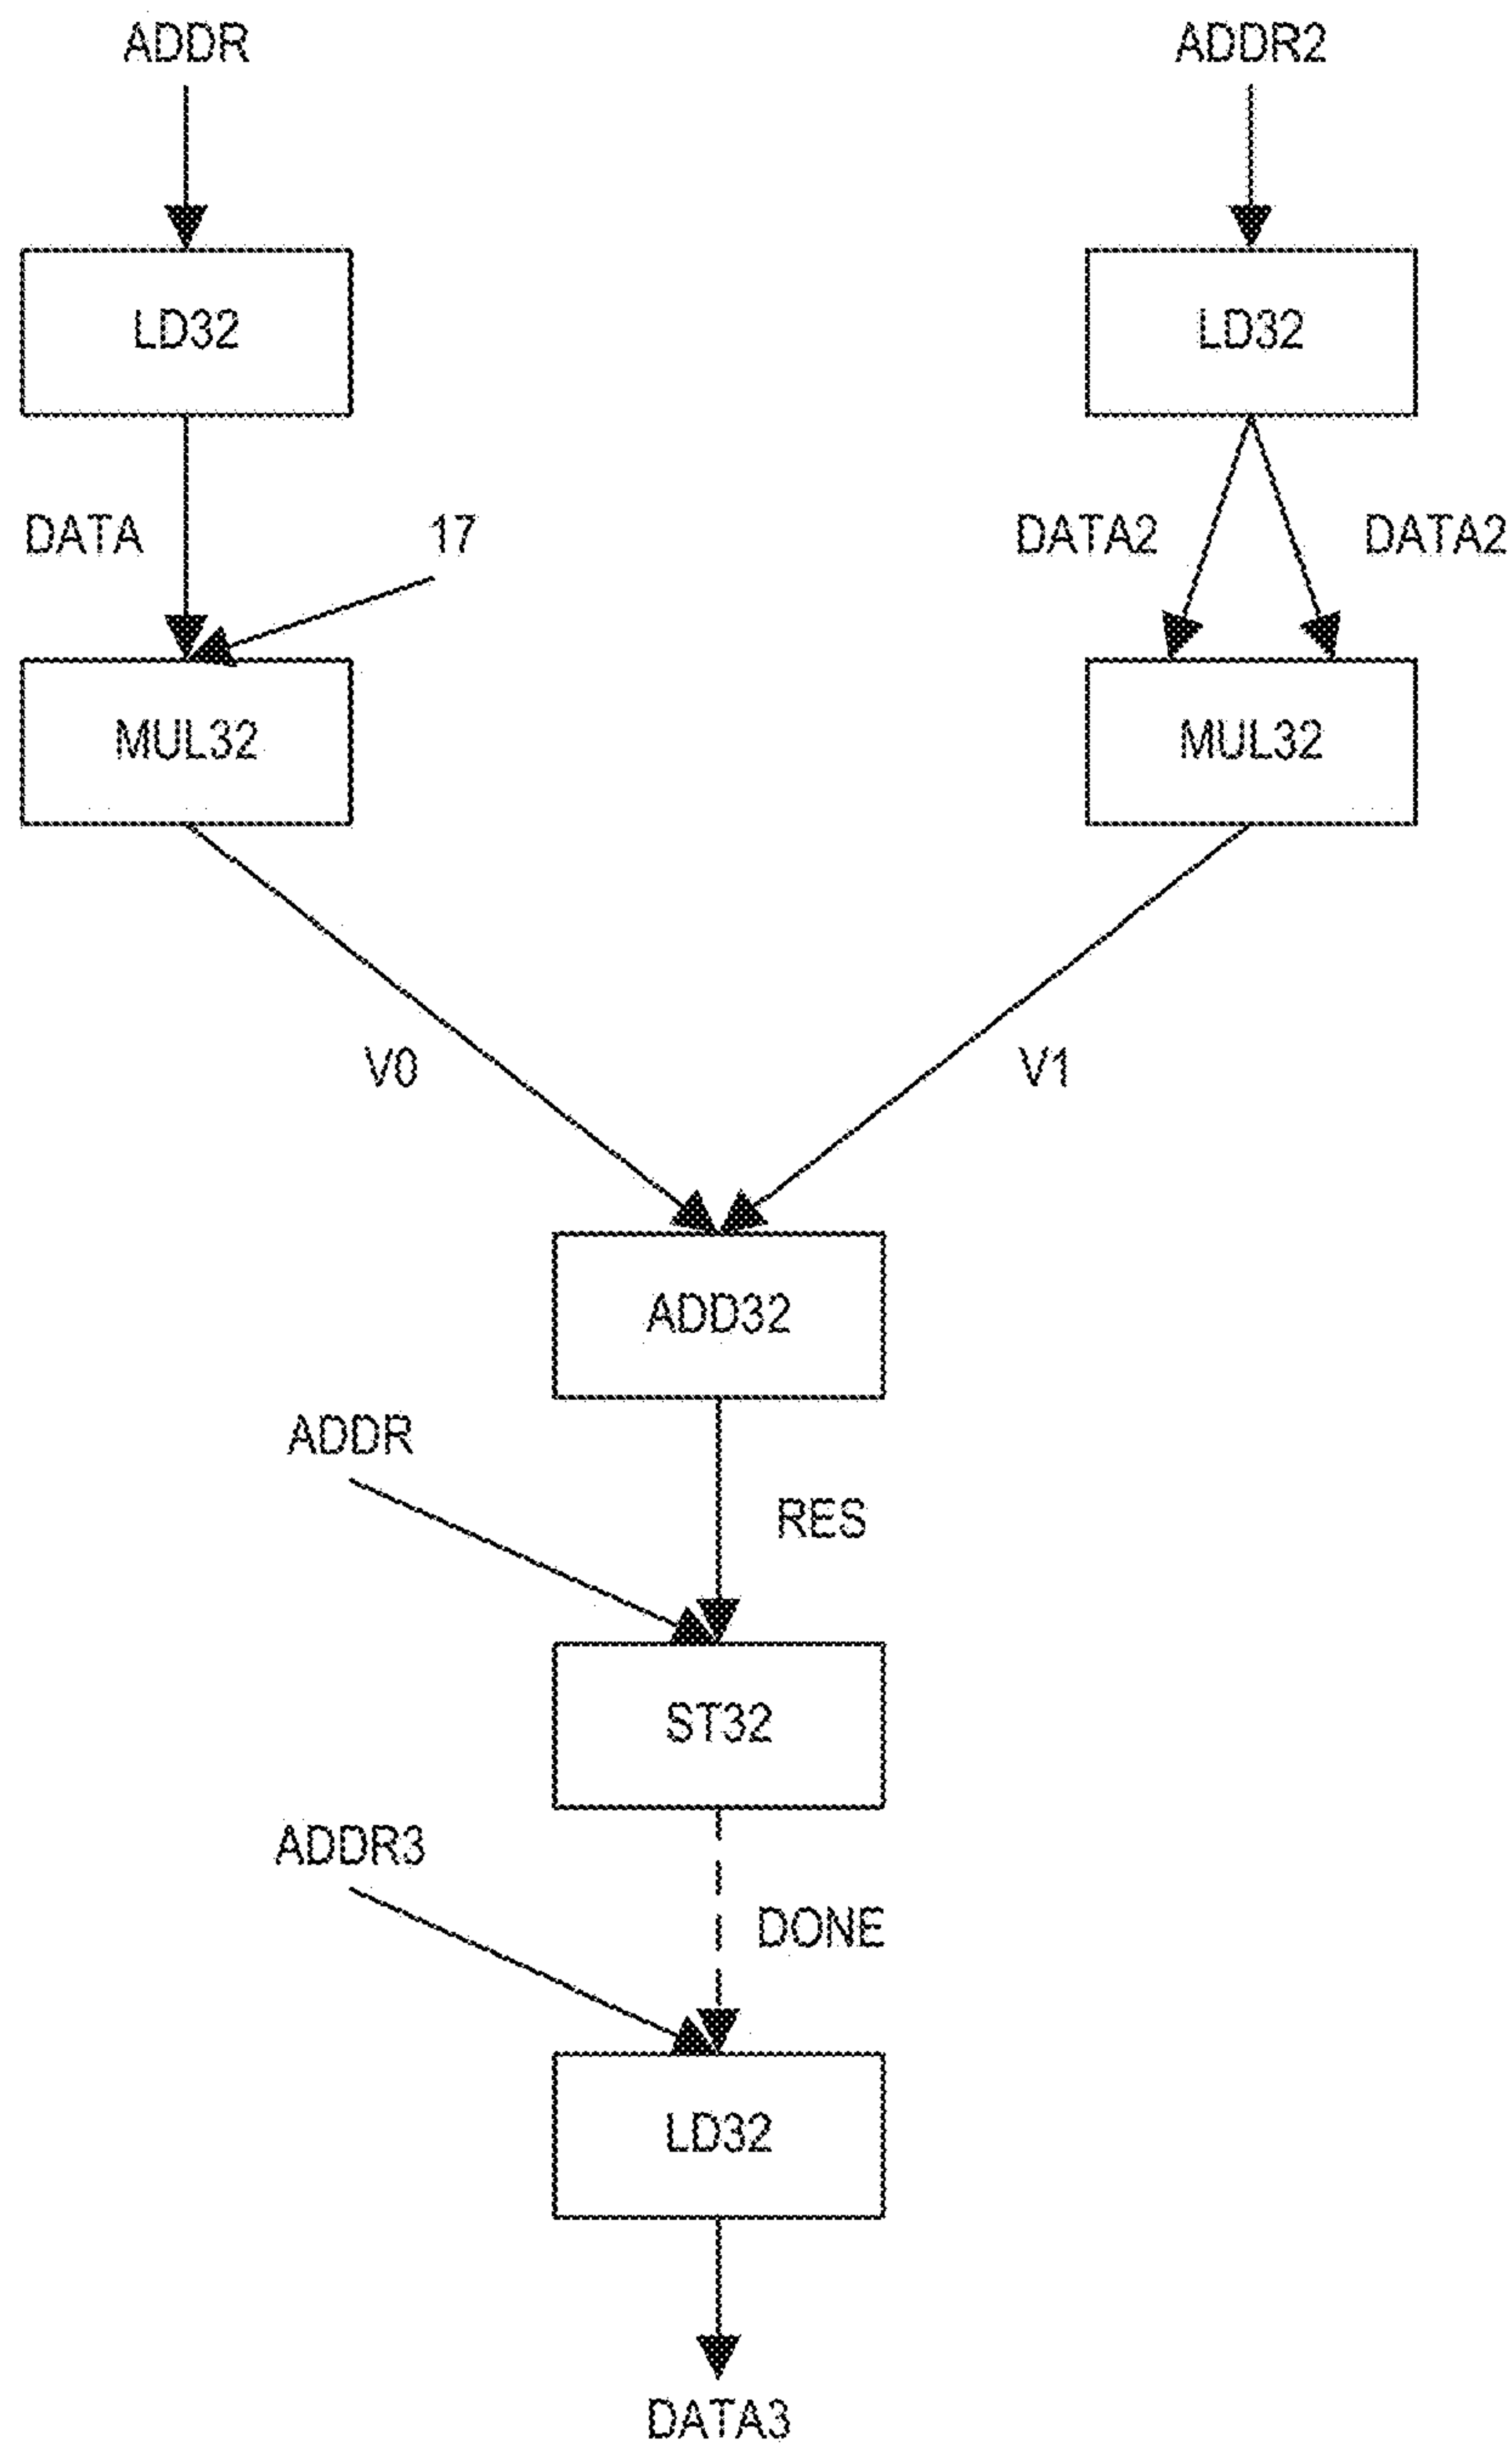 ADDR
ADDR2
LD32
LD32
DATA
17
DATA2
DATA2
MUL32
MUL32
V0
V1
ADD32
ADDR
RES
ST32
ADDR3
DONE
LD32
DATA3